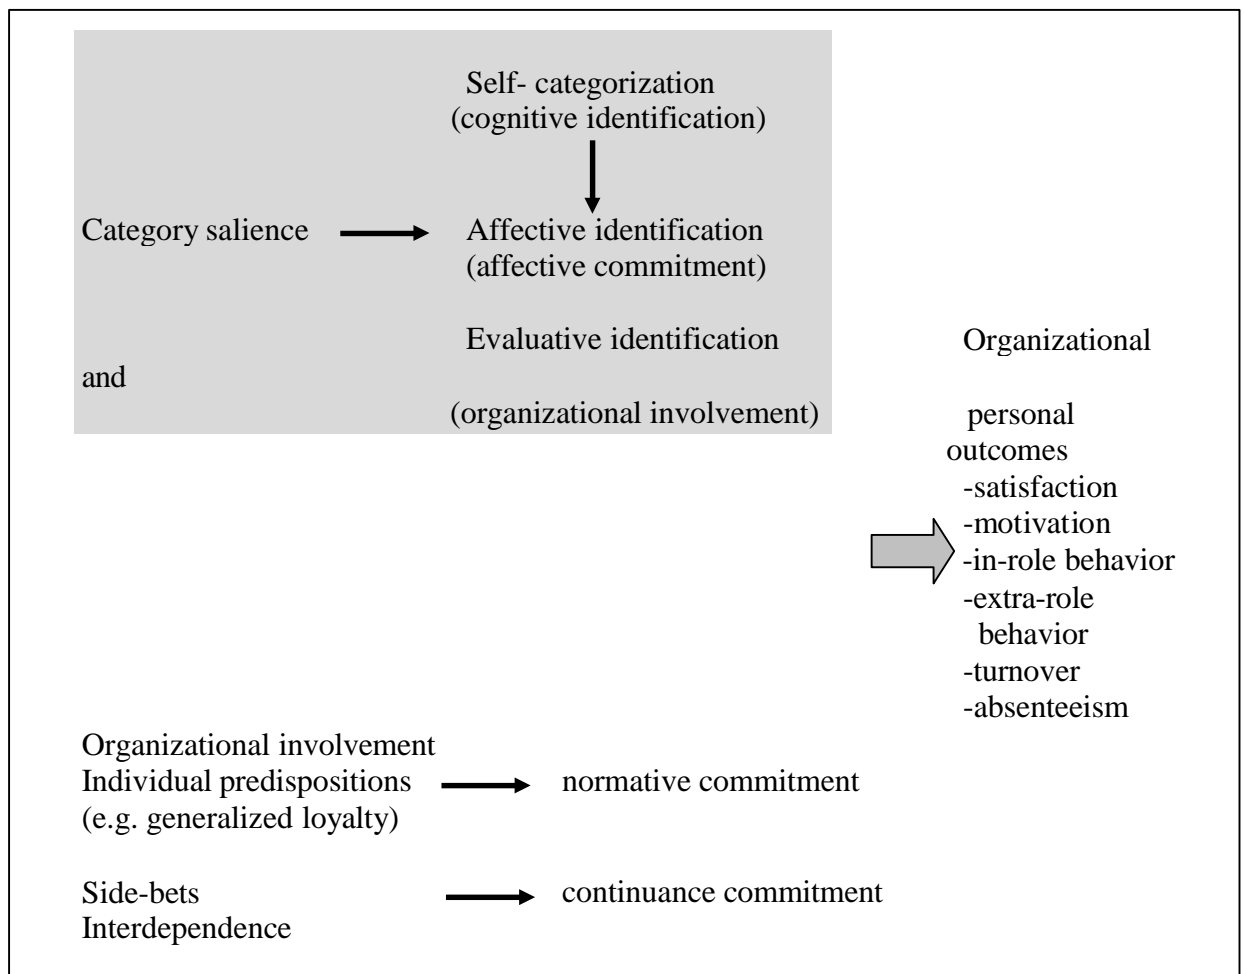 Self- categorization
(cognitive identification)
Category salience
Affective identification
(affective commitment)
Evaluative identification
Organizational
and
(organizational involvement)
personal
outcomes
-satisfaction
-motivation
-in-role behavior
-extra-role
behavior
-turnover
-absenteeism
Organizational involvement
Individual predispositions
normative commitment
(e.g. generalized loyalty)
Side-bets
continuance commitment
Interdependence